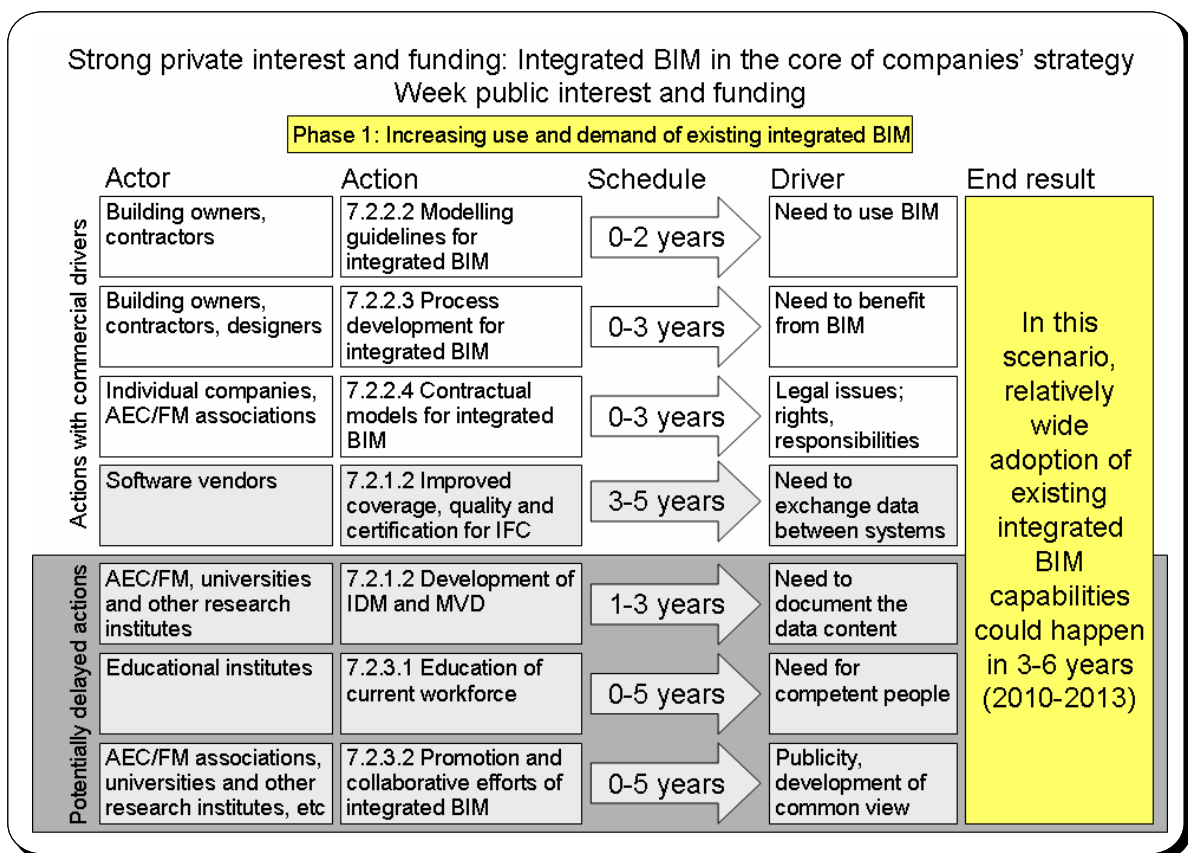 Strong private interest and funding: Integrated BIM in the core of companies' strategy
Week public interest and funding
Phase 1: Increasing use and demand of existing integrated BIM
Actor
Action
Schedule
Driver
End result
Actions with commercial drivers
Building owners,
contractors
7.2.2.2 Modelling
guidelines for
integrated BIM
0-2 years
Need to use BIM
Building owners,
contractors, designers
7.2.2.3 Process
development for
integrated BIM
0-3 years
Need to benefit
from BIM
Individual companies,
AEC/FM associations
7.2.2.4 Contractual
models for integrated
BIM
0-3 years
Legal issues;
rights,
responsibilities
Software vendors
7.2.1.2 Improved
coverage, quality and
certification for IFC
3-5 years
Need to
exchange data
between systems
Potentially delayed actions
AEC/FM, universities
and other research
institutes
7.2.1.2 Development of
IDM and MVD
1-3 years
Need to
document the
data content
Educational institutes
7.2.3.1 Education of
current workforce
0-5 years
Need for
competent people
AEC/FM associations,
universities and other
research institutes, etc
7.2.3.2 Promotion and
collaborative efforts of
integrated BIM
0-5 years
Publicity,
development of
common view
In this
scenario,
relatively
wide
adoption of
existing
integrated
BIM
capabilities
could happen
in 3-6 years
(2010-2013)